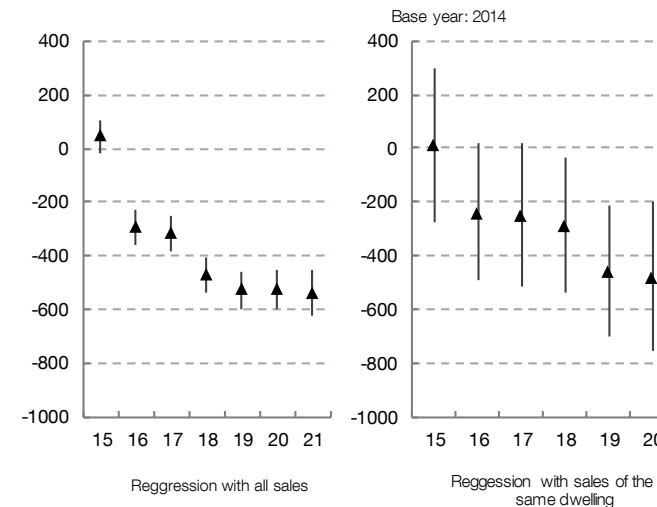 Base year: 2014
400
200
0
-200
-400
-600
-800
-1000
15 16 17 18 19 20 21
Reggression with all sales
400
200
0
-200
-400
-600
-800
-1000
15 16 17 18 19 20
Reggession with sales of the
same dwelling